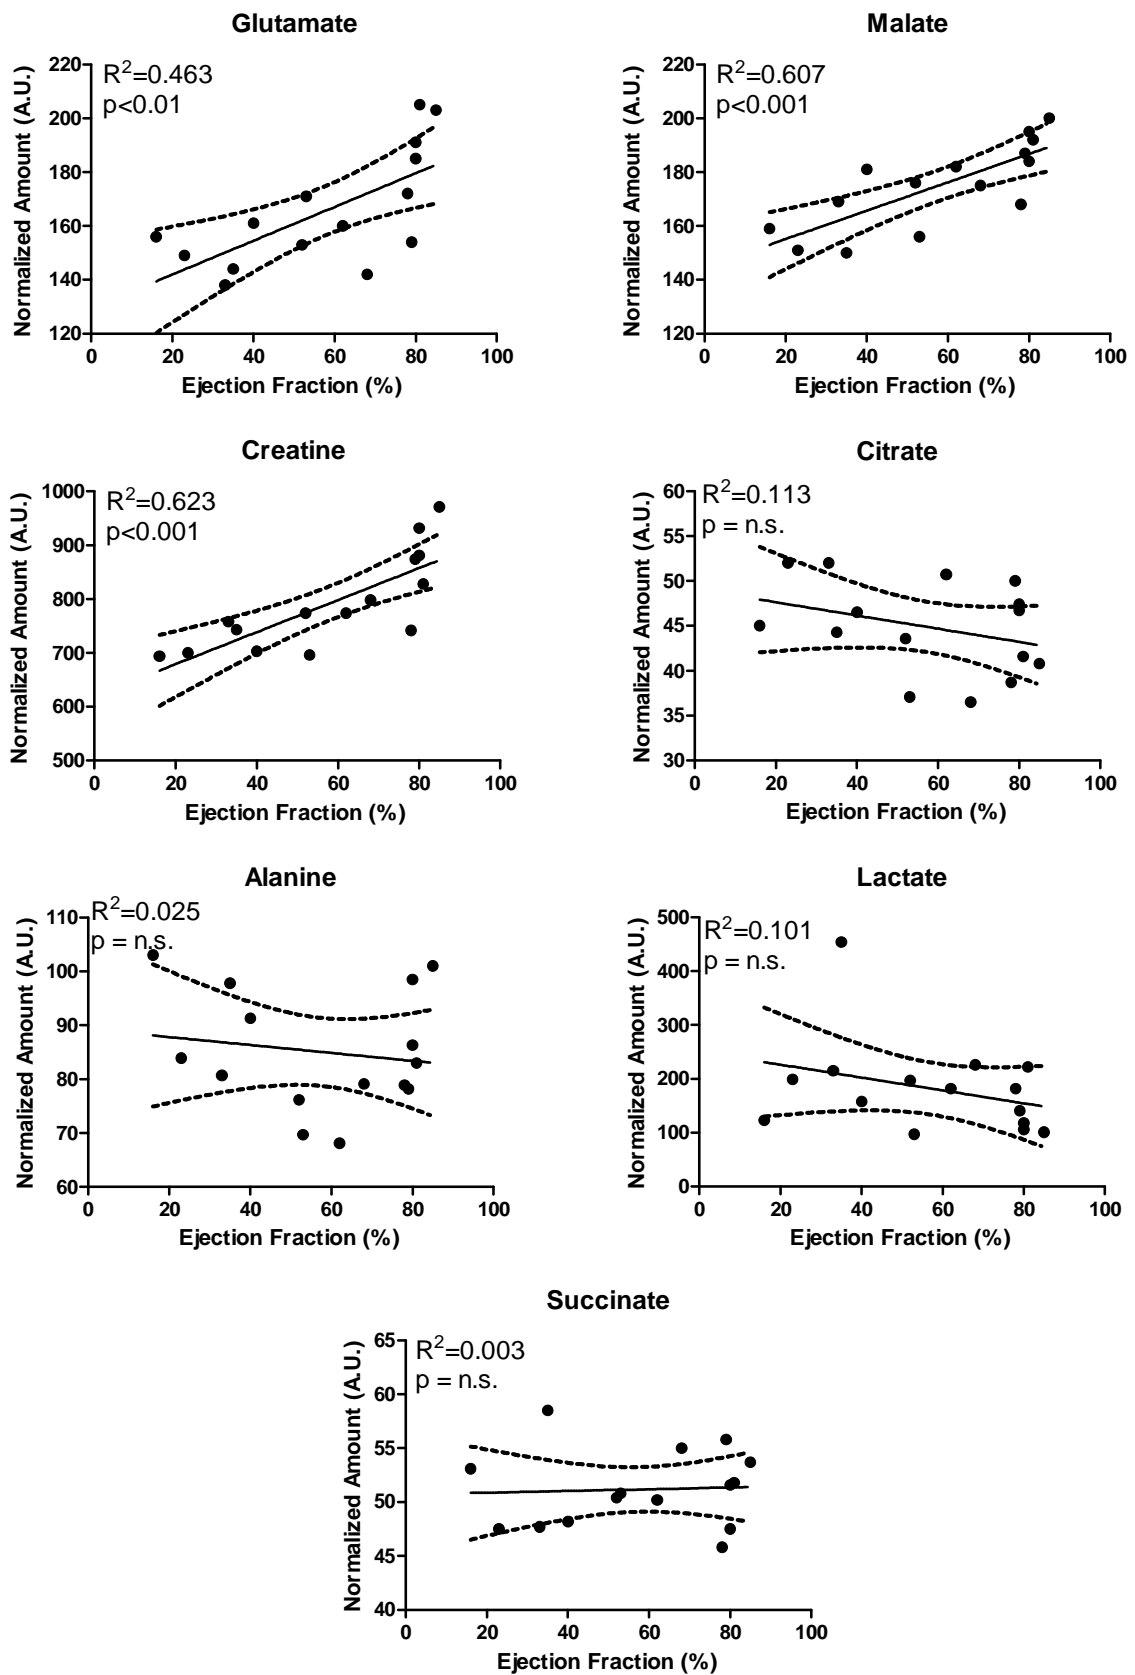 Glutamate
R²=0.463
p<0.01
Normalized Amount (A.U.)
220
200
180
160
140
120
0 20 40 60 80 100
Ejection Fraction (%)
Malate
R²=0.607
p<0.001
Normalized Amount (A.U.)
220
200
180
160
140
120
0 20 40 60 80 100
Ejection Fraction (%)
Creatine
R²=0.623
p<0.001
Normalized Amount (A.U.)
1000
900
800
700
600
500
0 20 40 60 80 100
Ejection Fraction (%)
Citrate
R²=0.113
p = n.s.
Normalized Amount (A.U.)
60
55
50
45
40
35
30
0 20 40 60 80 100
Ejection Fraction (%)
Alanine
R²=0.025
p = n.s.
Normalized Amount (A.U.)
110
100
90
80
70
60
0 20 40 60 80 100
Ejection Fraction (%)
Lactate
R²=0.101
p = n.s.
Normalized Amount (A.U.)
500
400
300
200
100
0
0 20 40 60 80 100
Ejection Fraction (%)
Succinate
R²=0.003
p = n.s.
Normalized Amount (A.U.)
65
60
55
50
45
40
0 20 40 60 80 100
Ejection Fraction (%)